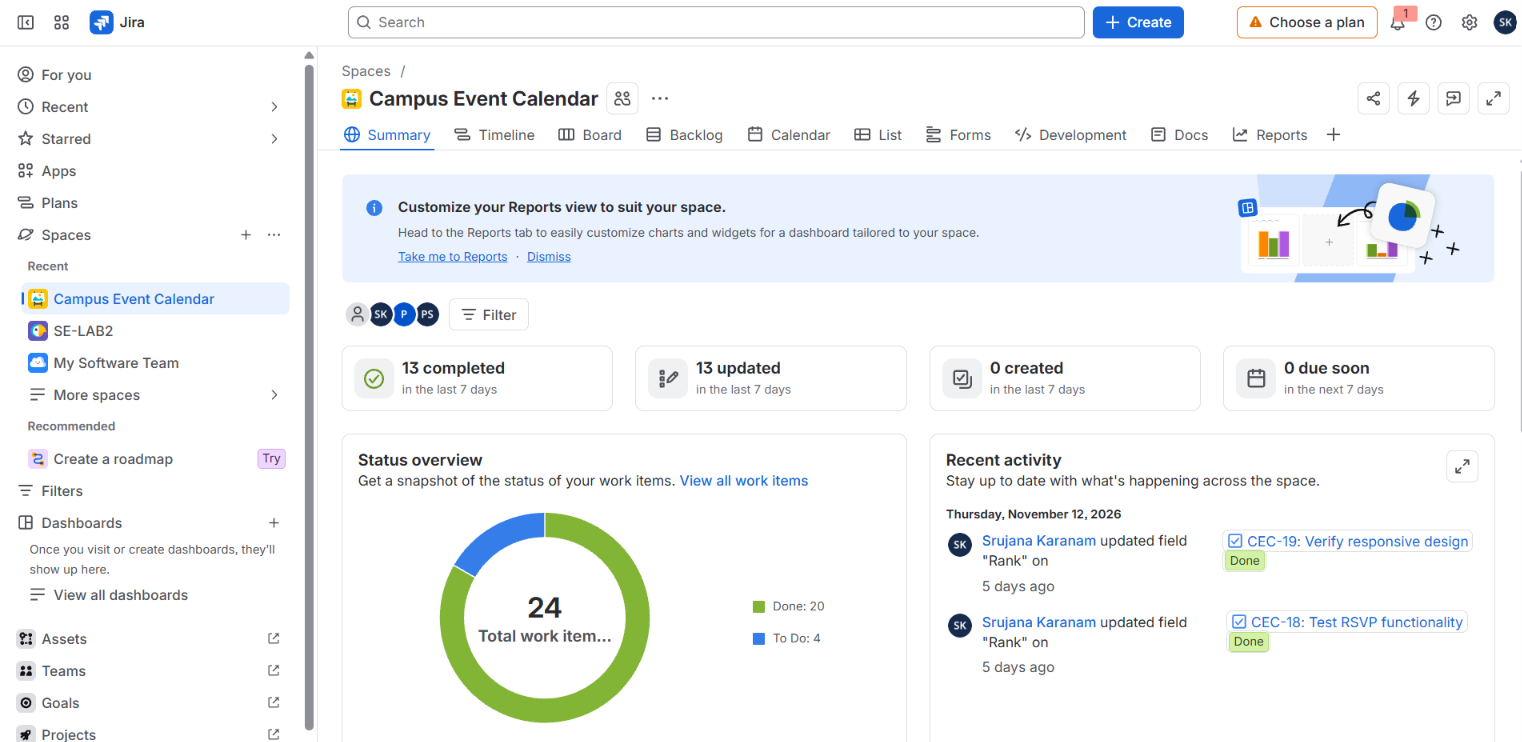 Jira
Search
+ Create
Choose a plan
1
SK
For you
Recent
Starred
Apps
Plans
Spaces
Recent
Campus Event Calendar
SE-LAB2
My Software Team
More spaces
Recommended
Create a roadmap
Try
Filters
Dashboards
Once you visit or create dashboards, they'll
show up here.
View all dashboards
Assets
Teams
Goals
Projects
Spaces /
Campus Event Calendar
Summary
Timeline
Board
Backlog
Calendar
List
Forms
Development
Docs
Reports
Customize your Reports view to suit your space.
Head to the Reports tab to easily customize charts and widgets for a dashboard tailored to your space.
Take me to Reports · Dismiss
SK
P
PS
Filter
13 completed
in the last 7 days
13 updated
in the last 7 days
0 created
in the last 7 days
0 due soon
in the next 7 days
Status overview
Get a snapshot of the status of your work items. View all work items
24
Total work item...
Done: 20
To Do: 4
Recent activity
Stay up to date with what's happening across the space.
Thursday, November 12, 2026
SK
Srujana Karanam updated field
"Rank" on
5 days ago
CEC-19: Verify responsive design
Done
SK
Srujana Karanam updated field
"Rank" on
5 days ago
CEC-18: Test RSVP functionality
Done